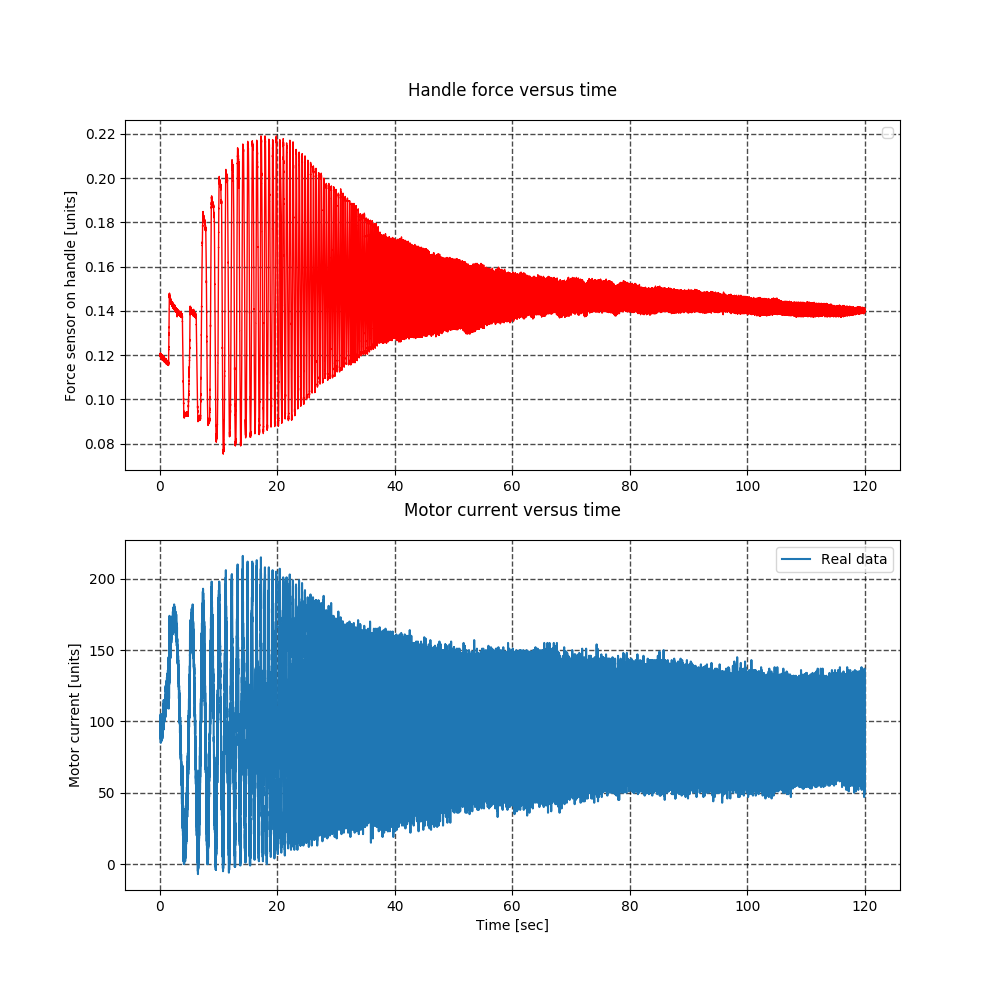 Handle force versus time
Force sensor on handle [units]
0.22
0.20
0.18
0.16
0.14
0.12
0.10
0.08
0 20 40 60 80 100 120
Motor current versus time
Motor current [units]
200
150
100
50
0
Real data
0 20 40 60 80 100 120
Time [sec]